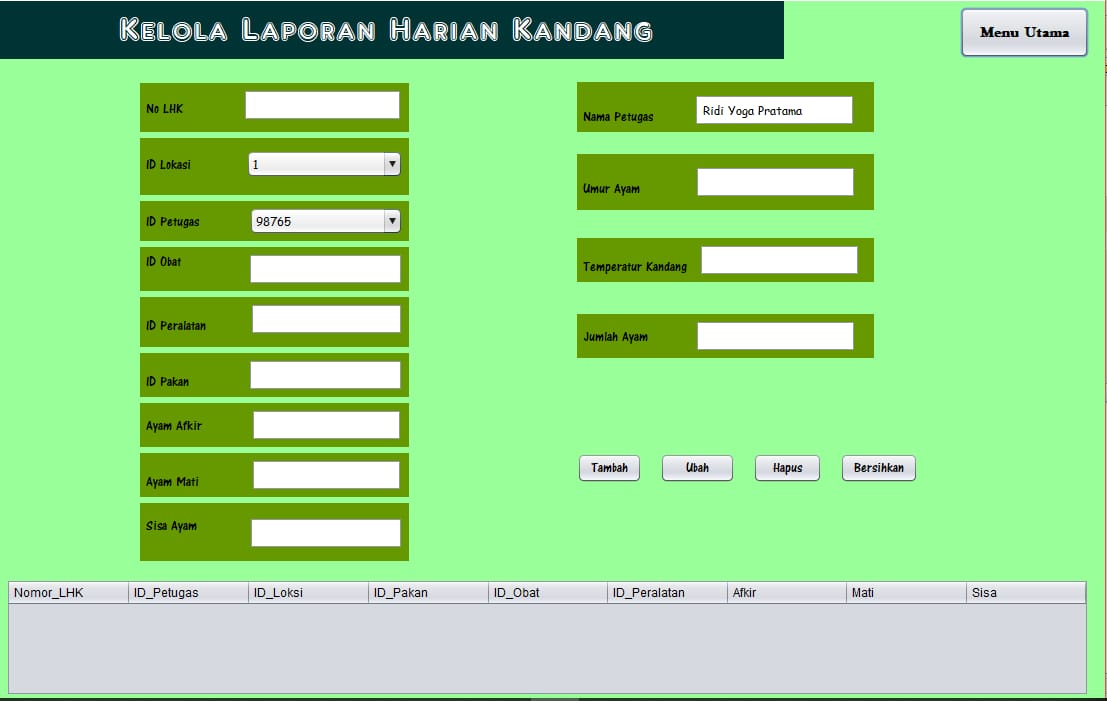 Kelola Laporan Harian Kandang
Menu Utama
No LHK
ID Lokasi 1
ID Petugas 98765
ID Obat
ID Peralatan
ID Pakan
Ayam Afkir
Ayam Mati
Sisa Ayam
Nama Petugas Ridi Yoga Pratama
Umur Ayam
Temperatur Kandang
Jumlah Ayam
Tambah Ubah Hapus Bersihkan
Nomor_LHK ID_Petugas ID_Loksi ID_Pakan ID_Obat ID_Peralatan Afkir Mati Sisa